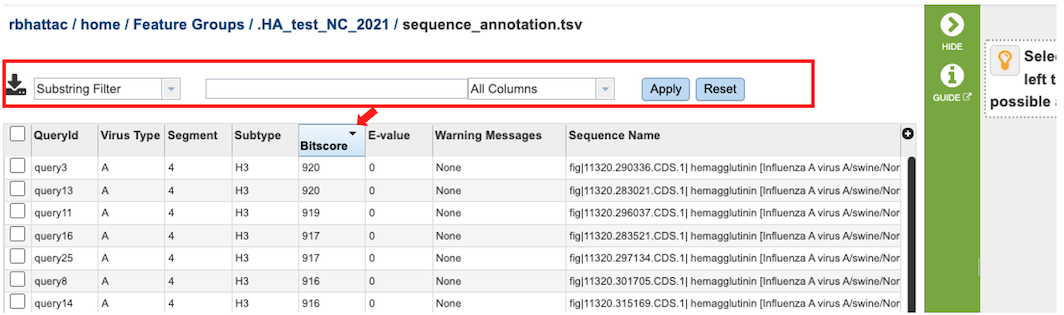 rbhattac / home / Feature Groups / .HA_test_NC_2021 / sequence_annotation.tsv
HIDE
GUIDE
Selec
left t
possible a
Substring Filter All Columns Apply Reset
QueryId Virus Type Segment Subtype Bitscore E-value Warning Messages Sequence Name
query3 A 4 H3 920 0 None fig|11320.290336.CDS.1| hemagglutinin [Influenza A virus A/swine/Nor
query13 A 4 H3 920 0 None fig|11320.283021.CDS.1| hemagglutinin [Influenza A virus A/swine/Nor
query11 A 4 H3 919 0 None fig|11320.296037.CDS.1| hemagglutinin [Influenza A virus A/swine/Nor
query16 A 4 H3 917 0 None fig|11320.283521.CDS.1| hemagglutinin [Influenza A virus A/swine/Nor
query25 A 4 H3 917 0 None fig|11320.297134.CDS.1| hemagglutinin [Influenza A virus A/swine/Nor
query8 A 4 H3 916 0 None fig|11320.301705.CDS.1| hemagglutinin [Influenza A virus A/swine/Nor
query14 A 4 H3 916 0 None fig|11320.315169.CDS.1| hemagglutinin [Influenza A virus A/swine/Nor